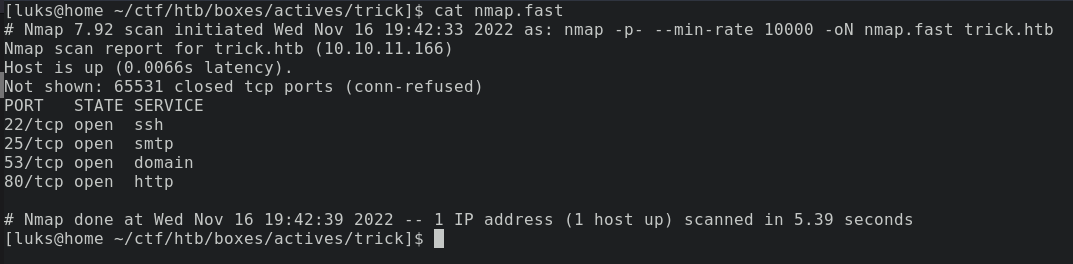 [luks@home ~/ctf/htb/boxes/actives/trick]$ cat nmap.fast
# Nmap 7.92 scan initiated Wed Nov 16 19:42:33 2022 as: nmap -p- --min-rate 10000 -oN nmap.fast trick.htb
Nmap scan report for trick.htb (10.10.11.166)
Host is up (0.0066s latency).
Not shown: 65531 closed tcp ports (conn-refused)
PORT   STATE SERVICE
22/tcp open  ssh
25/tcp open  smtp
53/tcp open  domain
80/tcp open  http

# Nmap done at Wed Nov 16 19:42:39 2022 -- 1 IP address (1 host up) scanned in 5.39 seconds
[luks@home ~/ctf/htb/boxes/actives/trick]$